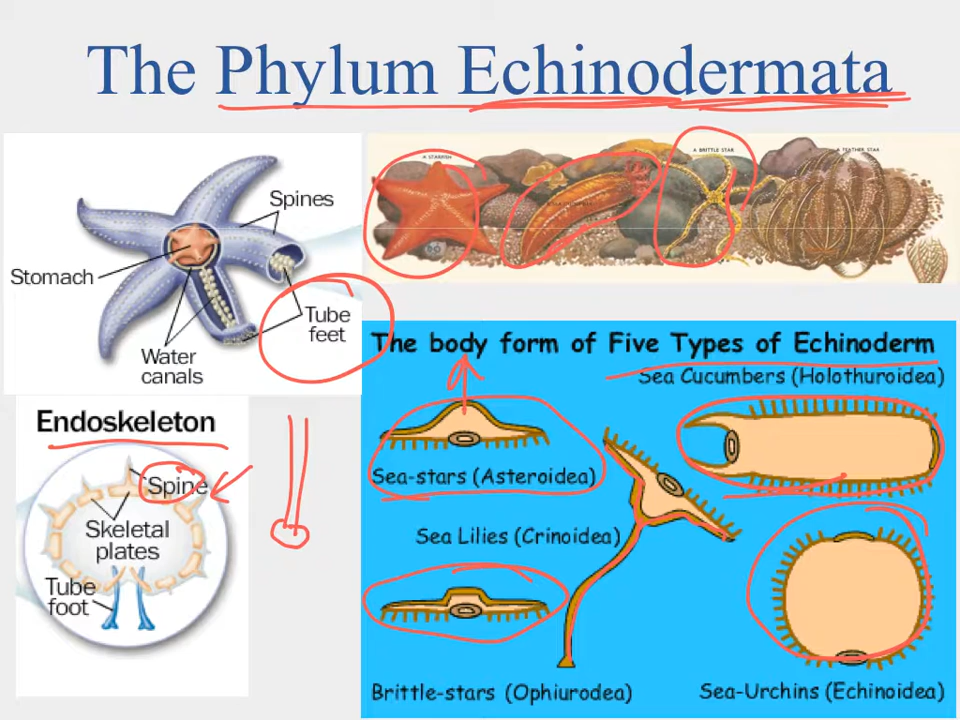 The Phylum Echinodermata
A STARFISH
A BRITTLE STAR
A FEATHER STAR
Spines
Stomach
Tube
feet
Water
canals
The body form of Five Types of Echinoderm
Sea Cucumbers (Holothuroidea)
Sea-stars (Asteroidea)
Sea Lilies (Crinoidea)
Brittle-stars (Ophiurodea)
Sea-Urchins (Echinoidea)
Endoskeleton
Spine
Skeletal
plates
Tube
foot